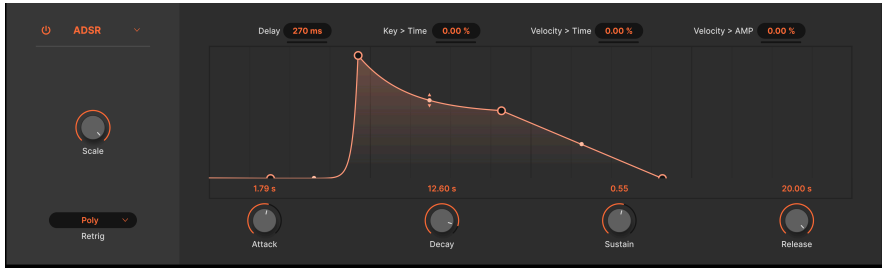 ADSR
Delay 270 ms Key > Time 0.00 % Velocity > Time 0.00 % Velocity > AMP 0.00 %
Scale
1.79 s 12.60 s 0.55 20.00 s
Poly
Retrig
Attack Decay Sustain Release